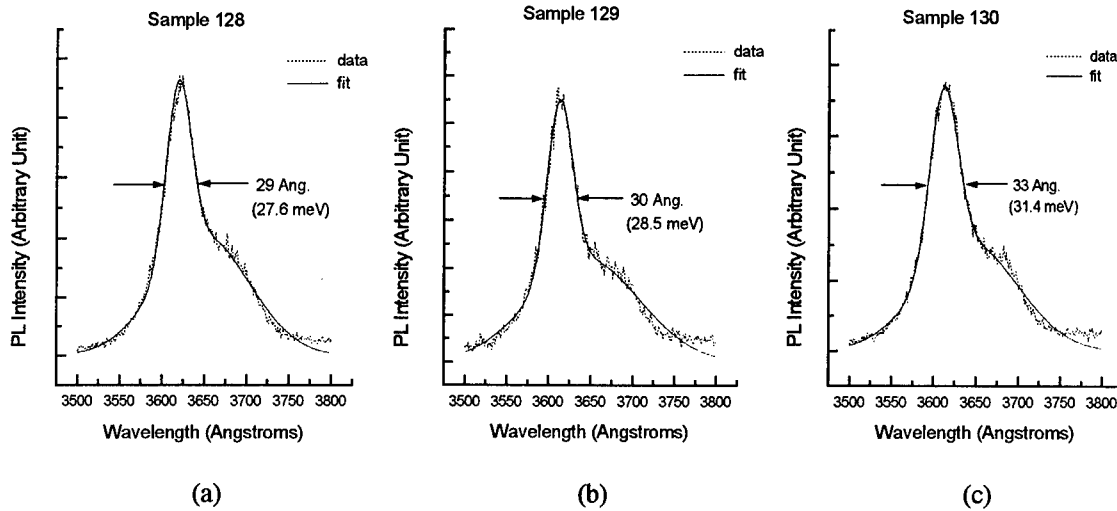 Sample 128
data
fit
PL Intensity (Arbitrary Unit)
29 Ang.
(27.6 meV)
3500 3550 3600 3650 3700 3750 3800
Wavelength (Angstroms)
(a)
Sample 129
data
fit
PL Intensity (Arbitrary Unit)
30 Ang.
(28.5 meV)
3500 3550 3600 3650 3700 3750 3800
Wavelength (Angstroms)
(b)
Sample 130
data
fit
PL Intensity (Arbitrary Unit)
33 Ang.
(31.4 meV)
3500 3550 3600 3650 3700 3750 3800
Wavelength (Angstroms)
(c)